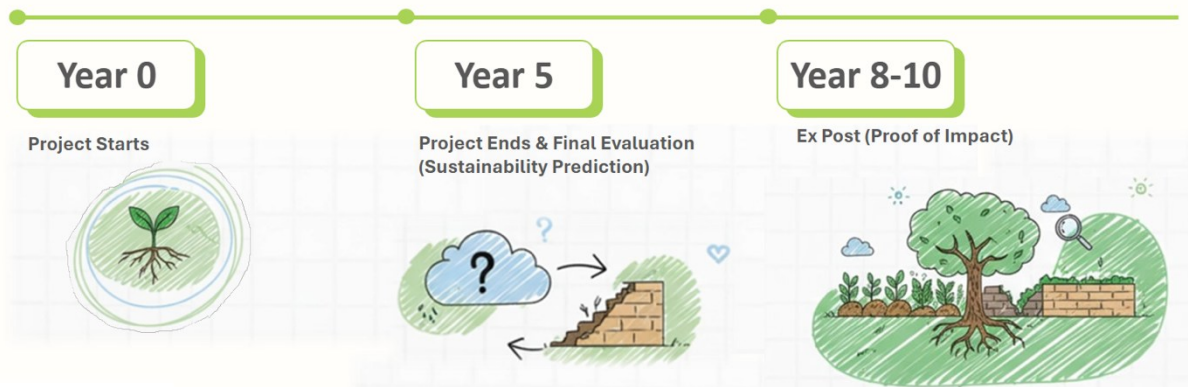 Year 0
Year 5
Year 8-10
Project Starts
Project Ends & Final Evaluation
(Sustainability Prediction)
Ex Post (Proof of Impact)
?
?